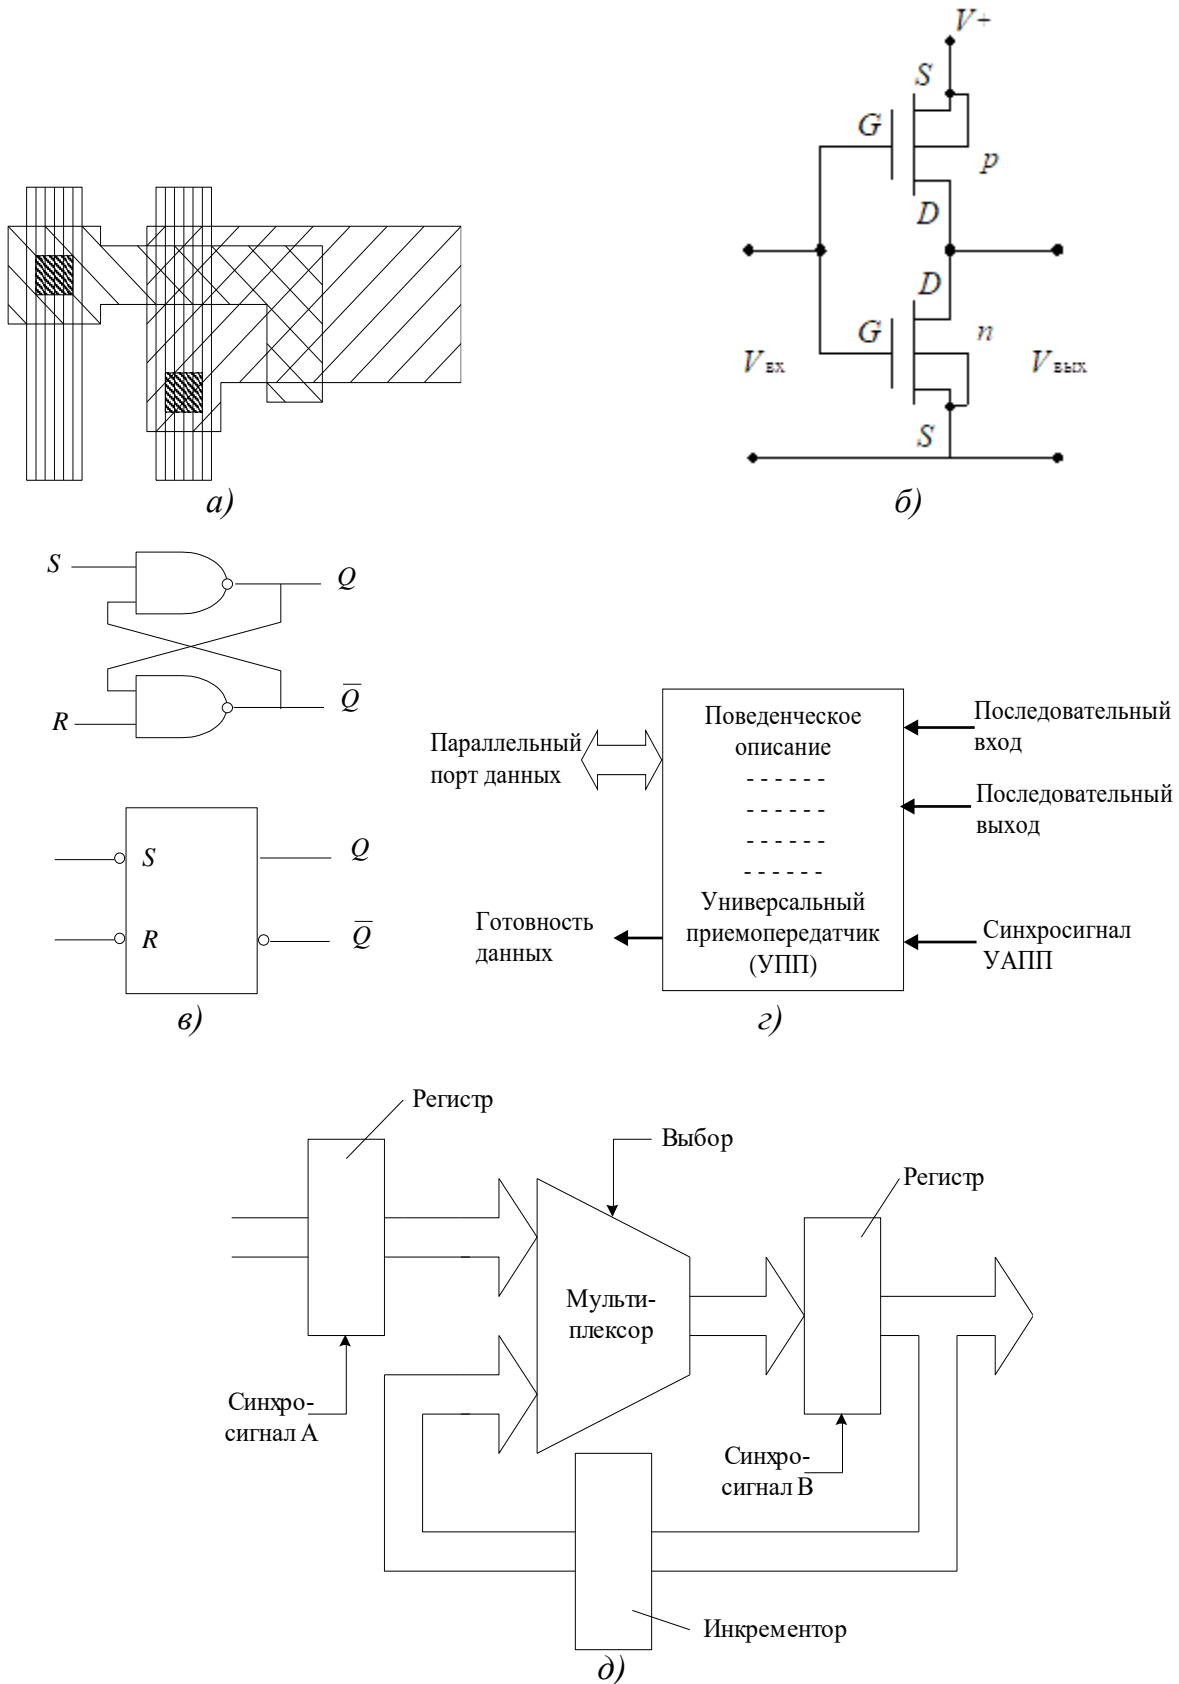 V+
S
G
p
D
D
G
n
Vвх
Vвых
S
а)
б)
S
Q
Q̅
R
S
Q
R
Q̅
в)
Параллельный
порт данных
Поведенческое
описание
- - - - - -
- - - - - -
- - - - - -
- - - - - -
Универсальный
приемопередатчик
(УПП)
Последовательный
вход
Последовательный
выход
Готовность
данных
Синхросигнал
УАПП
г)
Регистр
Выбор
Регистр
Мульти-
плексор
Синхро-
сигнал А
Синхро-
сигнал В
Инкрементор
д)